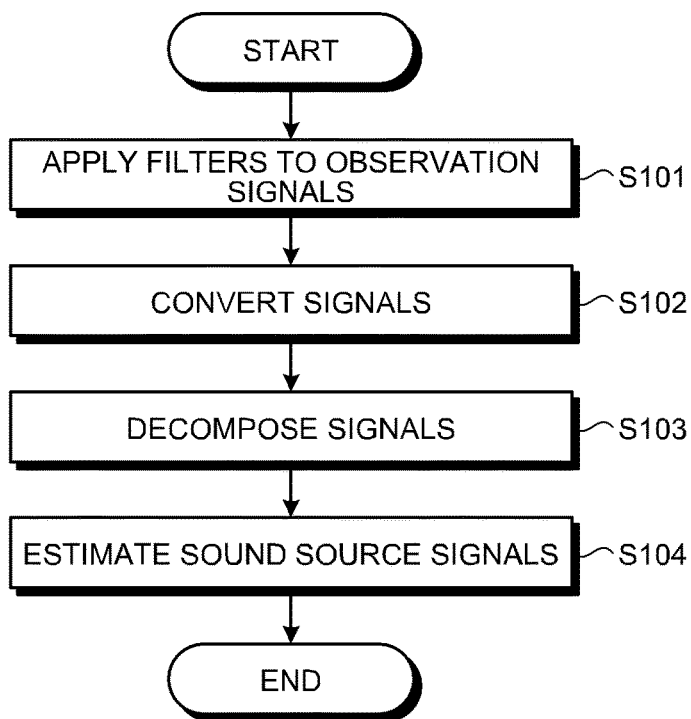 START
APPLY FILTERS TO OBSERVATION
SIGNALS
S101
CONVERT SIGNALS
S102
DECOMPOSE SIGNALS
S103
ESTIMATE SOUND SOURCE SIGNALS
S104
END